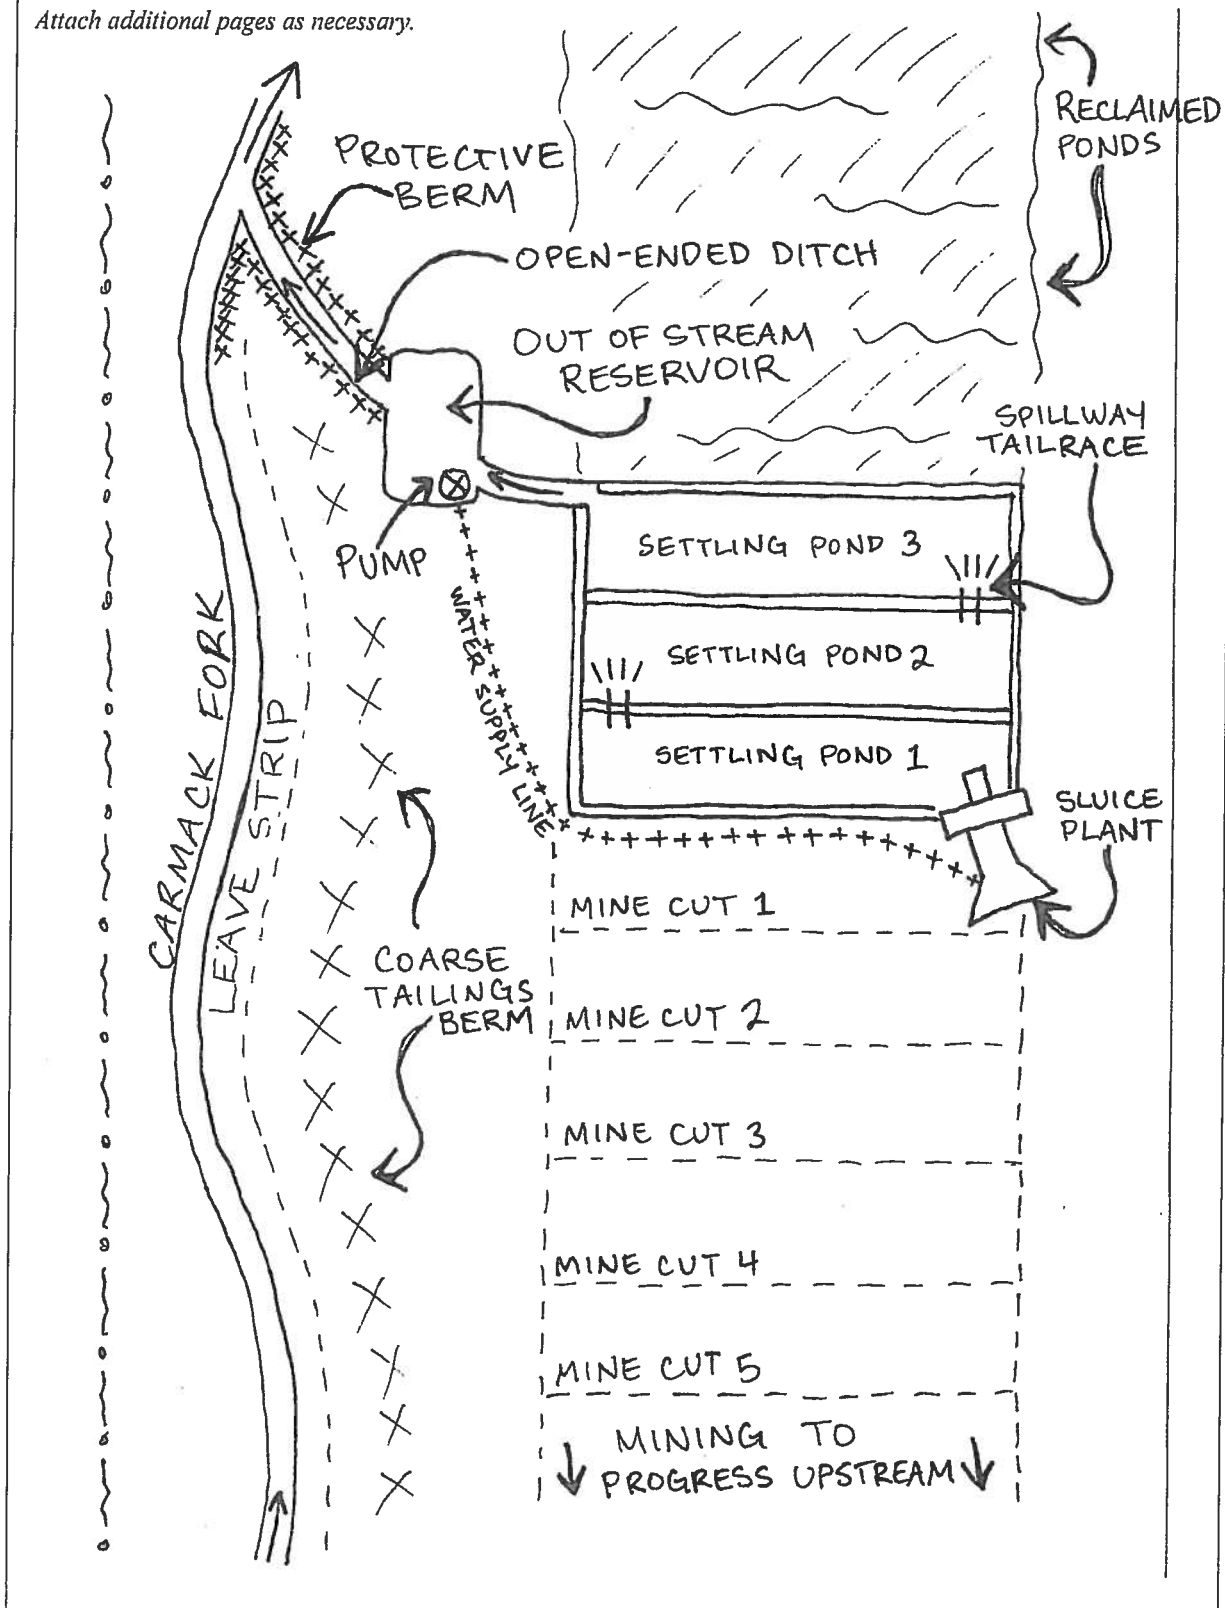 Attach additional pages as necessary.
RECLAIMED
PONDS
PROTECTIVE
BERM
OPEN-ENDED DITCH
OUT OF STREAM
RESERVOIR
SPILLWAY
TAILRACE
PUMP
SETTLING POND 3
WATER SUPPLY LINE
SETTLING POND 2
SETTLING POND 1
CARMACK FORK
LEAVE STRIP
SLUICE
PLANT
MINE CUT 1
COARSE
TAILINGS
BERM
MINE CUT 2
MINE CUT 3
MINE CUT 4
MINE CUT 5
MINING TO
PROGRESS UPSTREAM